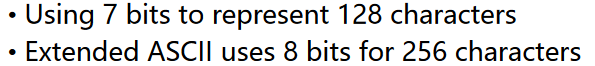 • Using 7 bits to represent 128 characters
• Extended ASCII uses 8 bits for 256 characters